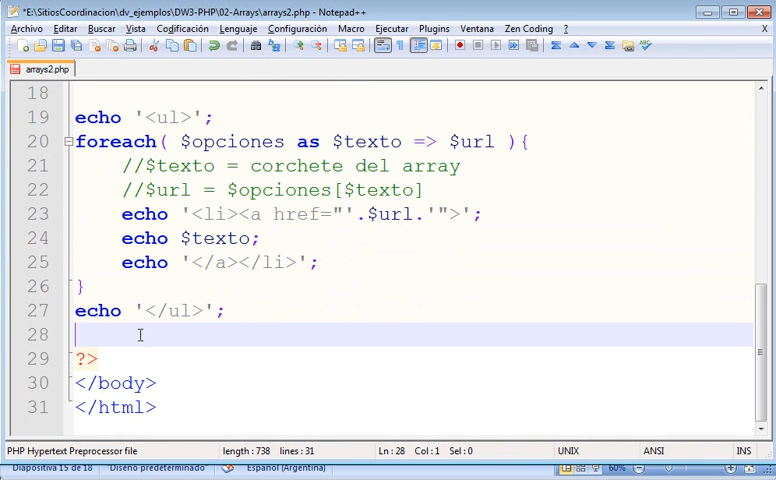 *E:\SitiosCoordinacion\dv_ejemplos\DW3-PHP\02-Arrays\arrays2.php - Notepad++
Archivo Editar Buscar Vista Codificación Lenguaje Configuración Macro Ejecutar Plugins Ventana Zen Coding ?
arrays2.php
18
19 echo '<ul>';
20 foreach( $opciones as $texto => $url ){
21 //$texto = corchete del array
22 //$url = $opciones[$texto]
23 echo '<li><a href="'.$url.'">';
24 echo $texto;
25 echo '</a></li>';
26 }
27 echo '</ul>';
28
29 ?>
30 </body>
31 </html>
PHP Hypertext Preprocessor file length : 738 lines : 31 Ln : 28 Col : 1 Sel : 0 UNIX ANSI INS
Diapositiva 15 de 18 "Diseño predeterminado" Español (Argentina) 60%